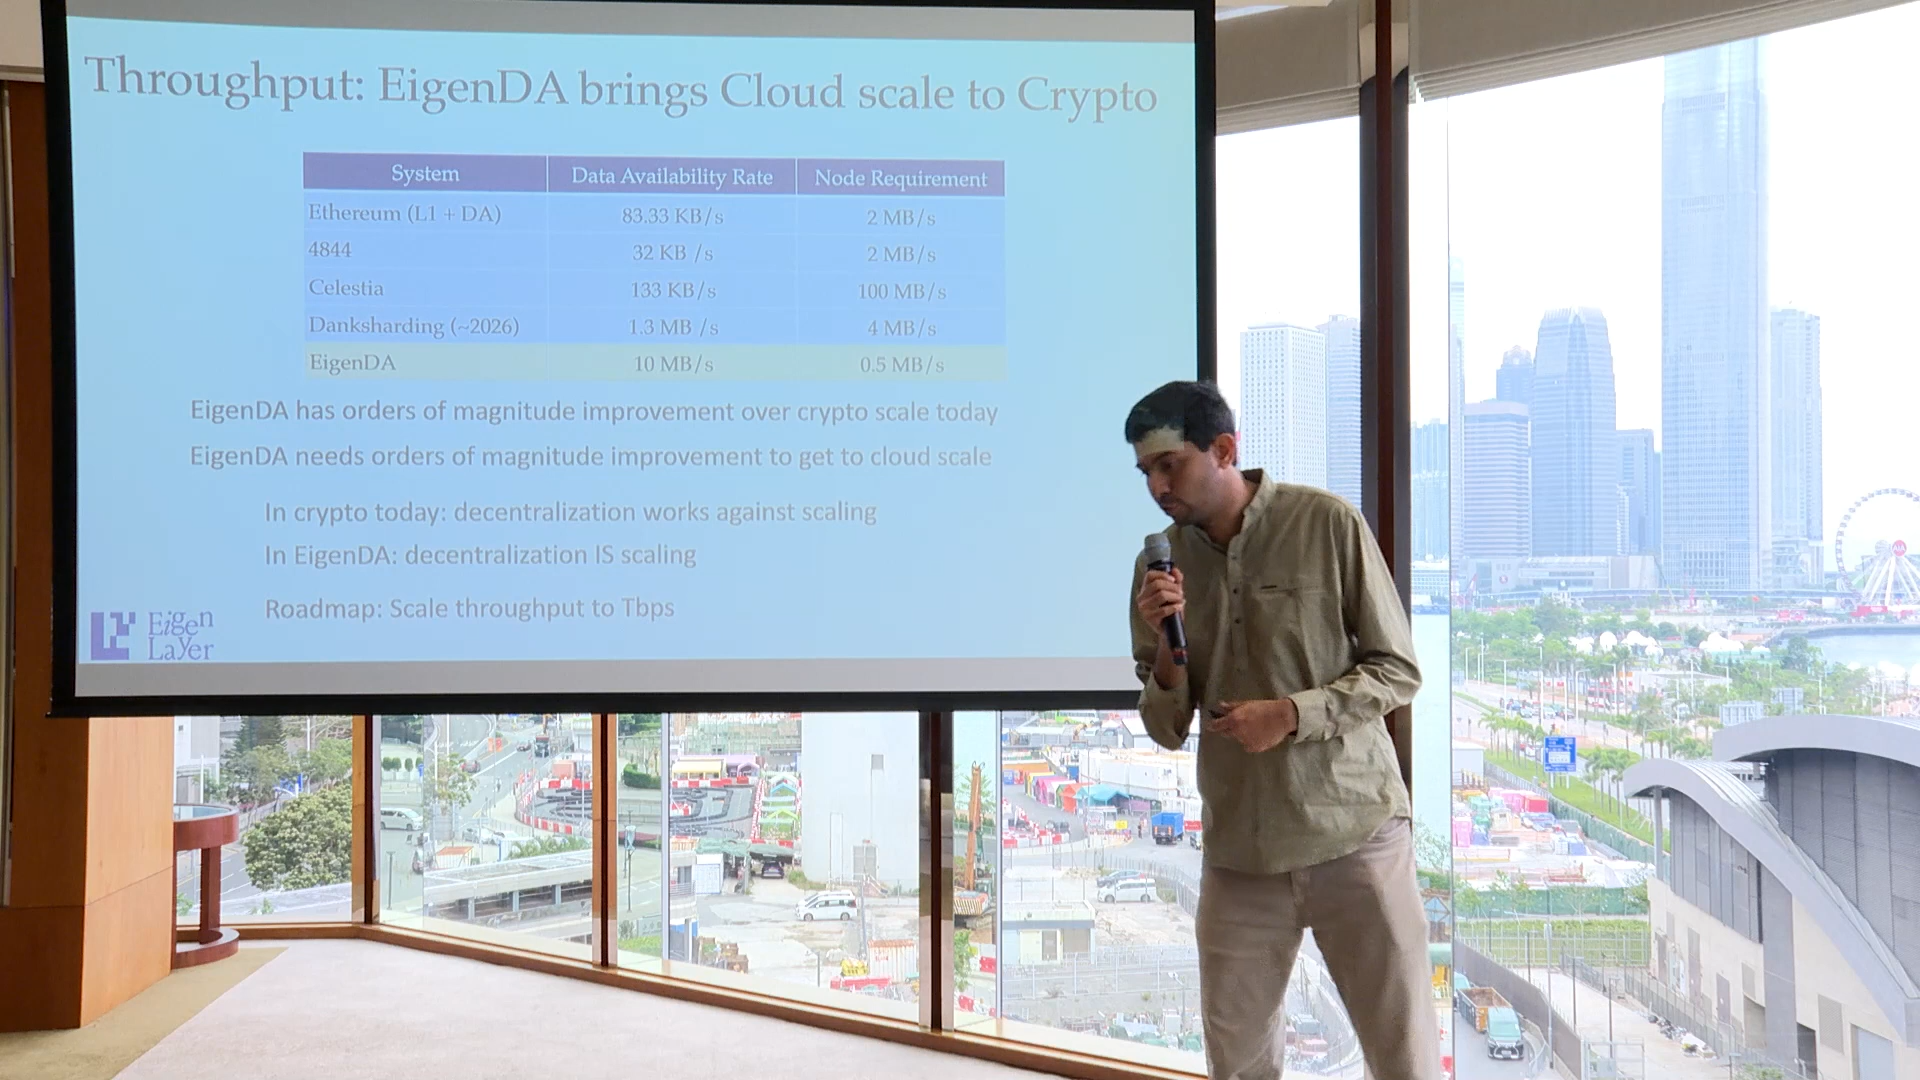 Throughput: EigenDA brings Cloud scale to Crypto
System Data Availability Rate Node Requirement
Ethereum (L1 + DA) 83.33 KB/s 2 MB/s
4844 32 KB /s 2 MB/s
Celestia 133 KB/s 100 MB/s
Danksharding (~2026) 1.3 MB /s 4 MB/s
EigenDA 10 MB/s 0.5 MB/s
EigenDA has orders of magnitude improvement over crypto scale today
EigenDA needs orders of magnitude improvement to get to cloud scale
In crypto today: decentralization works against scaling
In EigenDA: decentralization IS scaling
Roadmap: Scale throughput to Tbps
Eigen
Layer
AIA